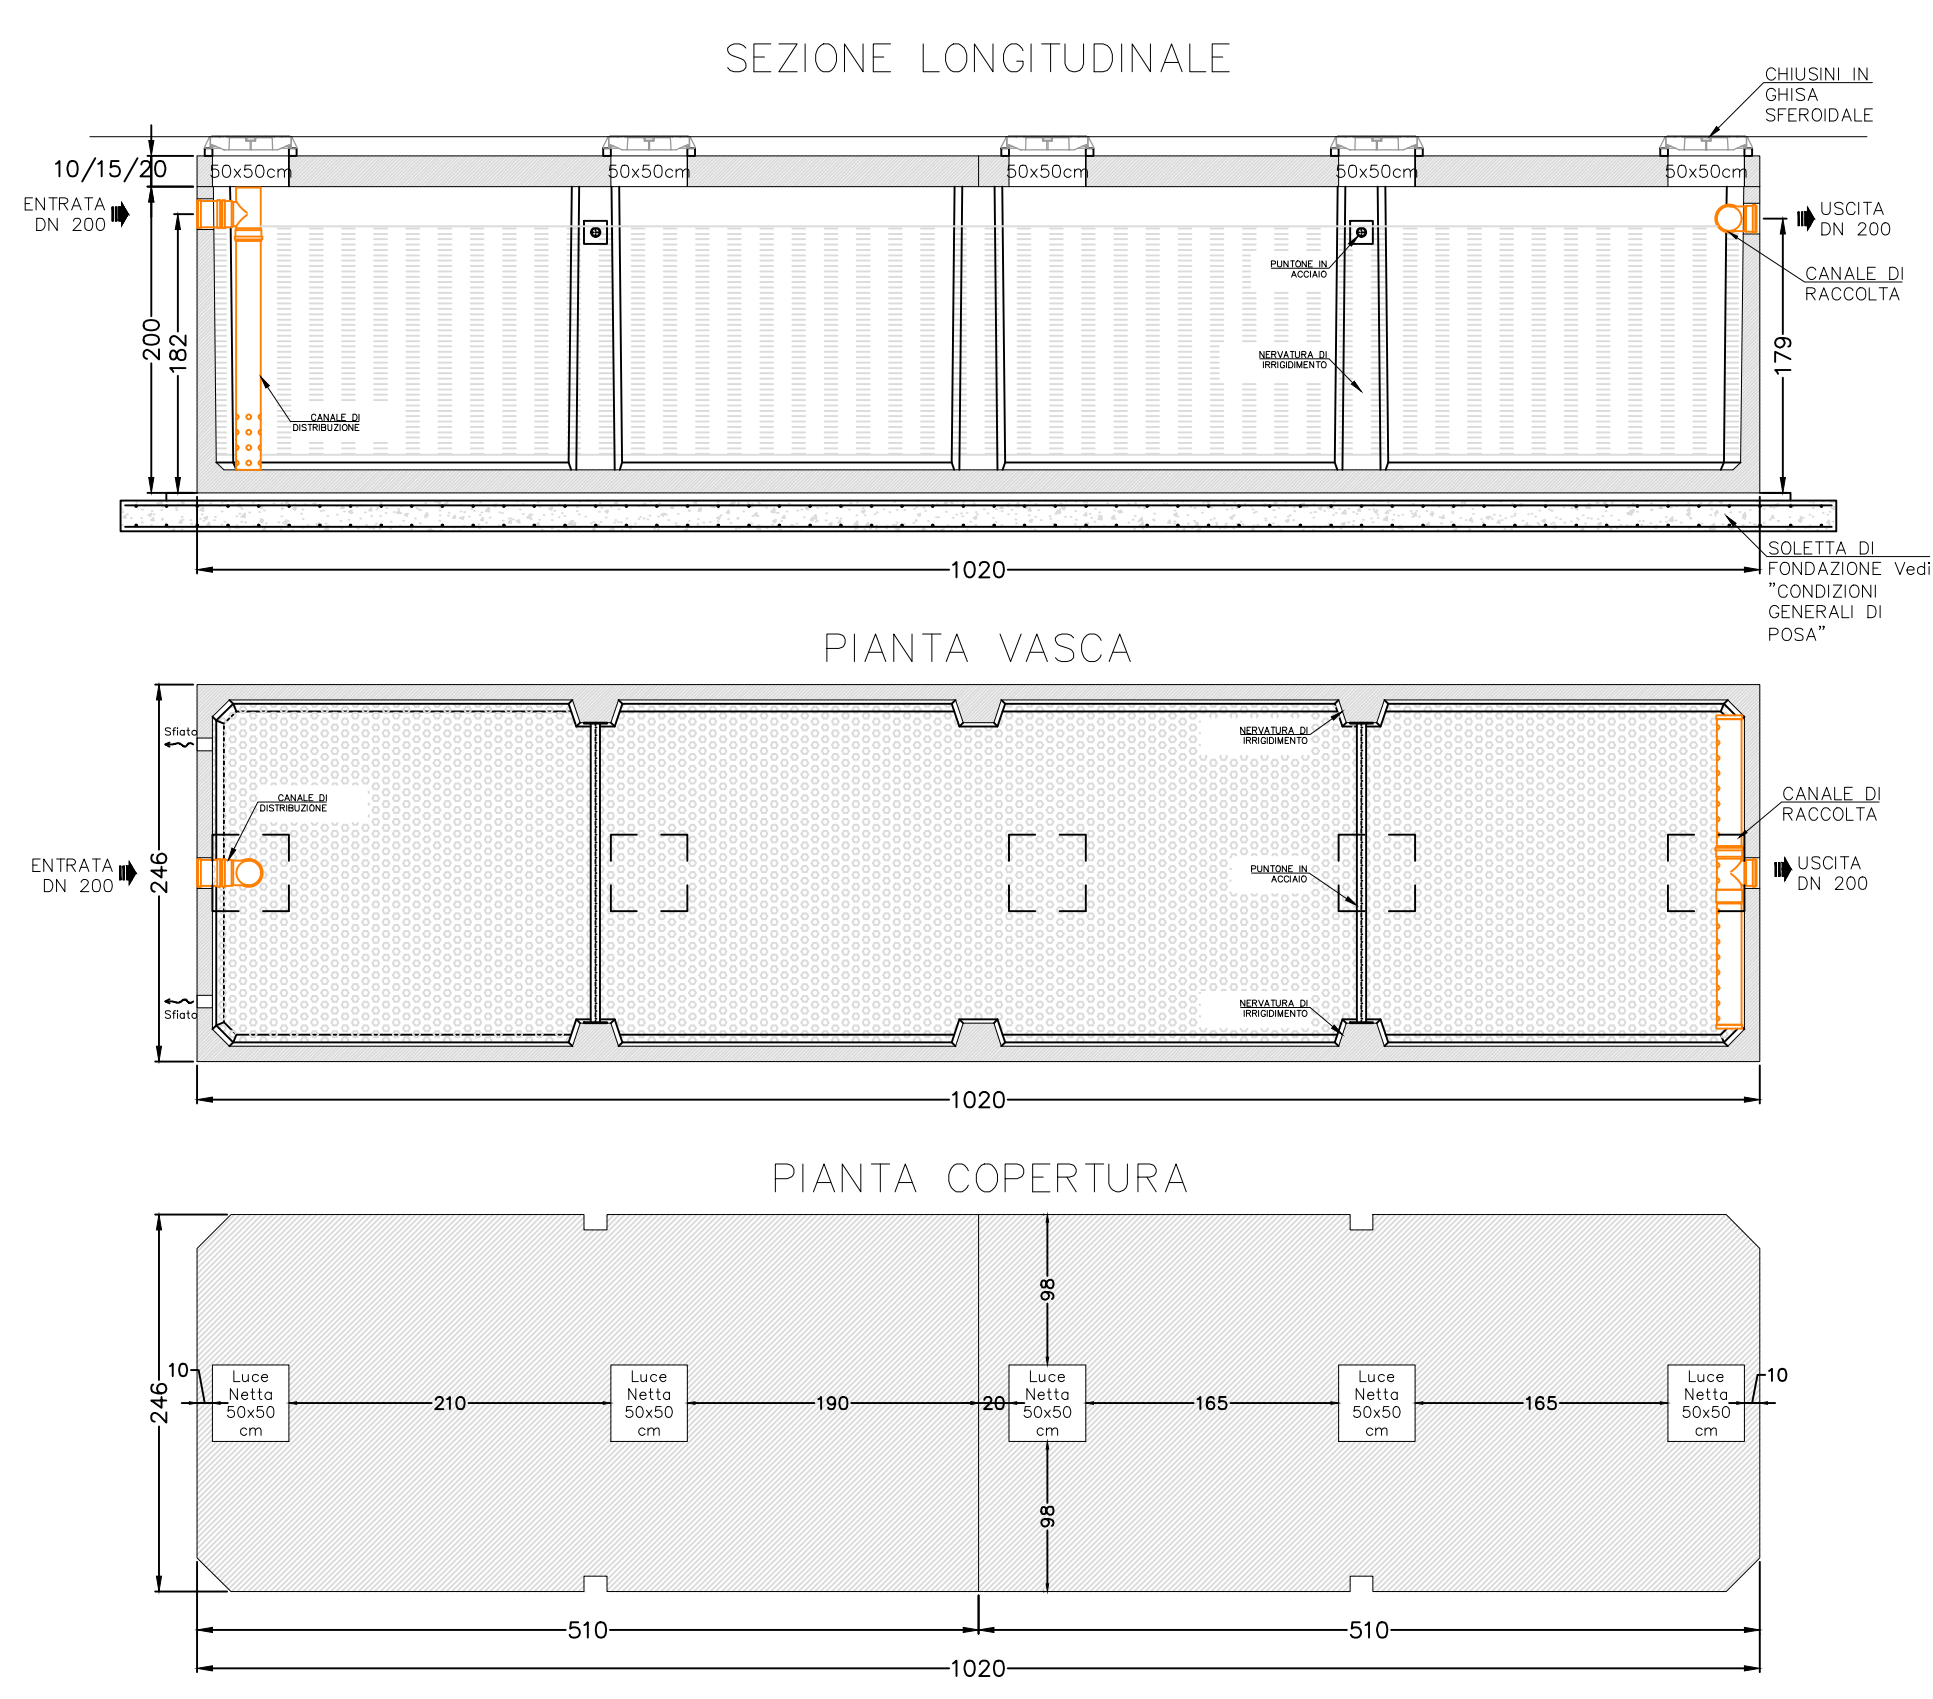 SEZIONE LONGITUDINALE
CHIUSINI IN
GHISA
SFEROIDALE
10/15/20
50x50cm
50x50cm
50x50cm
50x50cm
50x50cm
ENTRATA
DN 200
USCITA
DN 200
PUNTONE IN
ACCIAIO
CANALE DI
RACCOLTA
200
182
179
NERVATURA DI
IRRIGIDIMENTO
CANALE DI
DISTRIBUZIONE
1020
SOLETTA DI
FONDAZIONE Vedi
"CONDIZIONI
GENERALI DI
POSA"
PIANTA VASCA
Sfiato
NERVATURA DI
IRRIGIDIMENTO
CANALE DI
DISTRIBUZIONE
CANALE DI
RACCOLTA
ENTRATA
DN 200
246
PUNTONE IN
ACCIAIO
USCITA
DN 200
NERVATURA DI
IRRIGIDIMENTO
Sfiato
1020
PIANTA COPERTURA
98
10
10
246
Luce
Netta
50x50
cm
210
Luce
Netta
50x50
cm
190
20
Luce
Netta
50x50
cm
165
Luce
Netta
50x50
cm
165
Luce
Netta
50x50
cm
98
510
510
1020